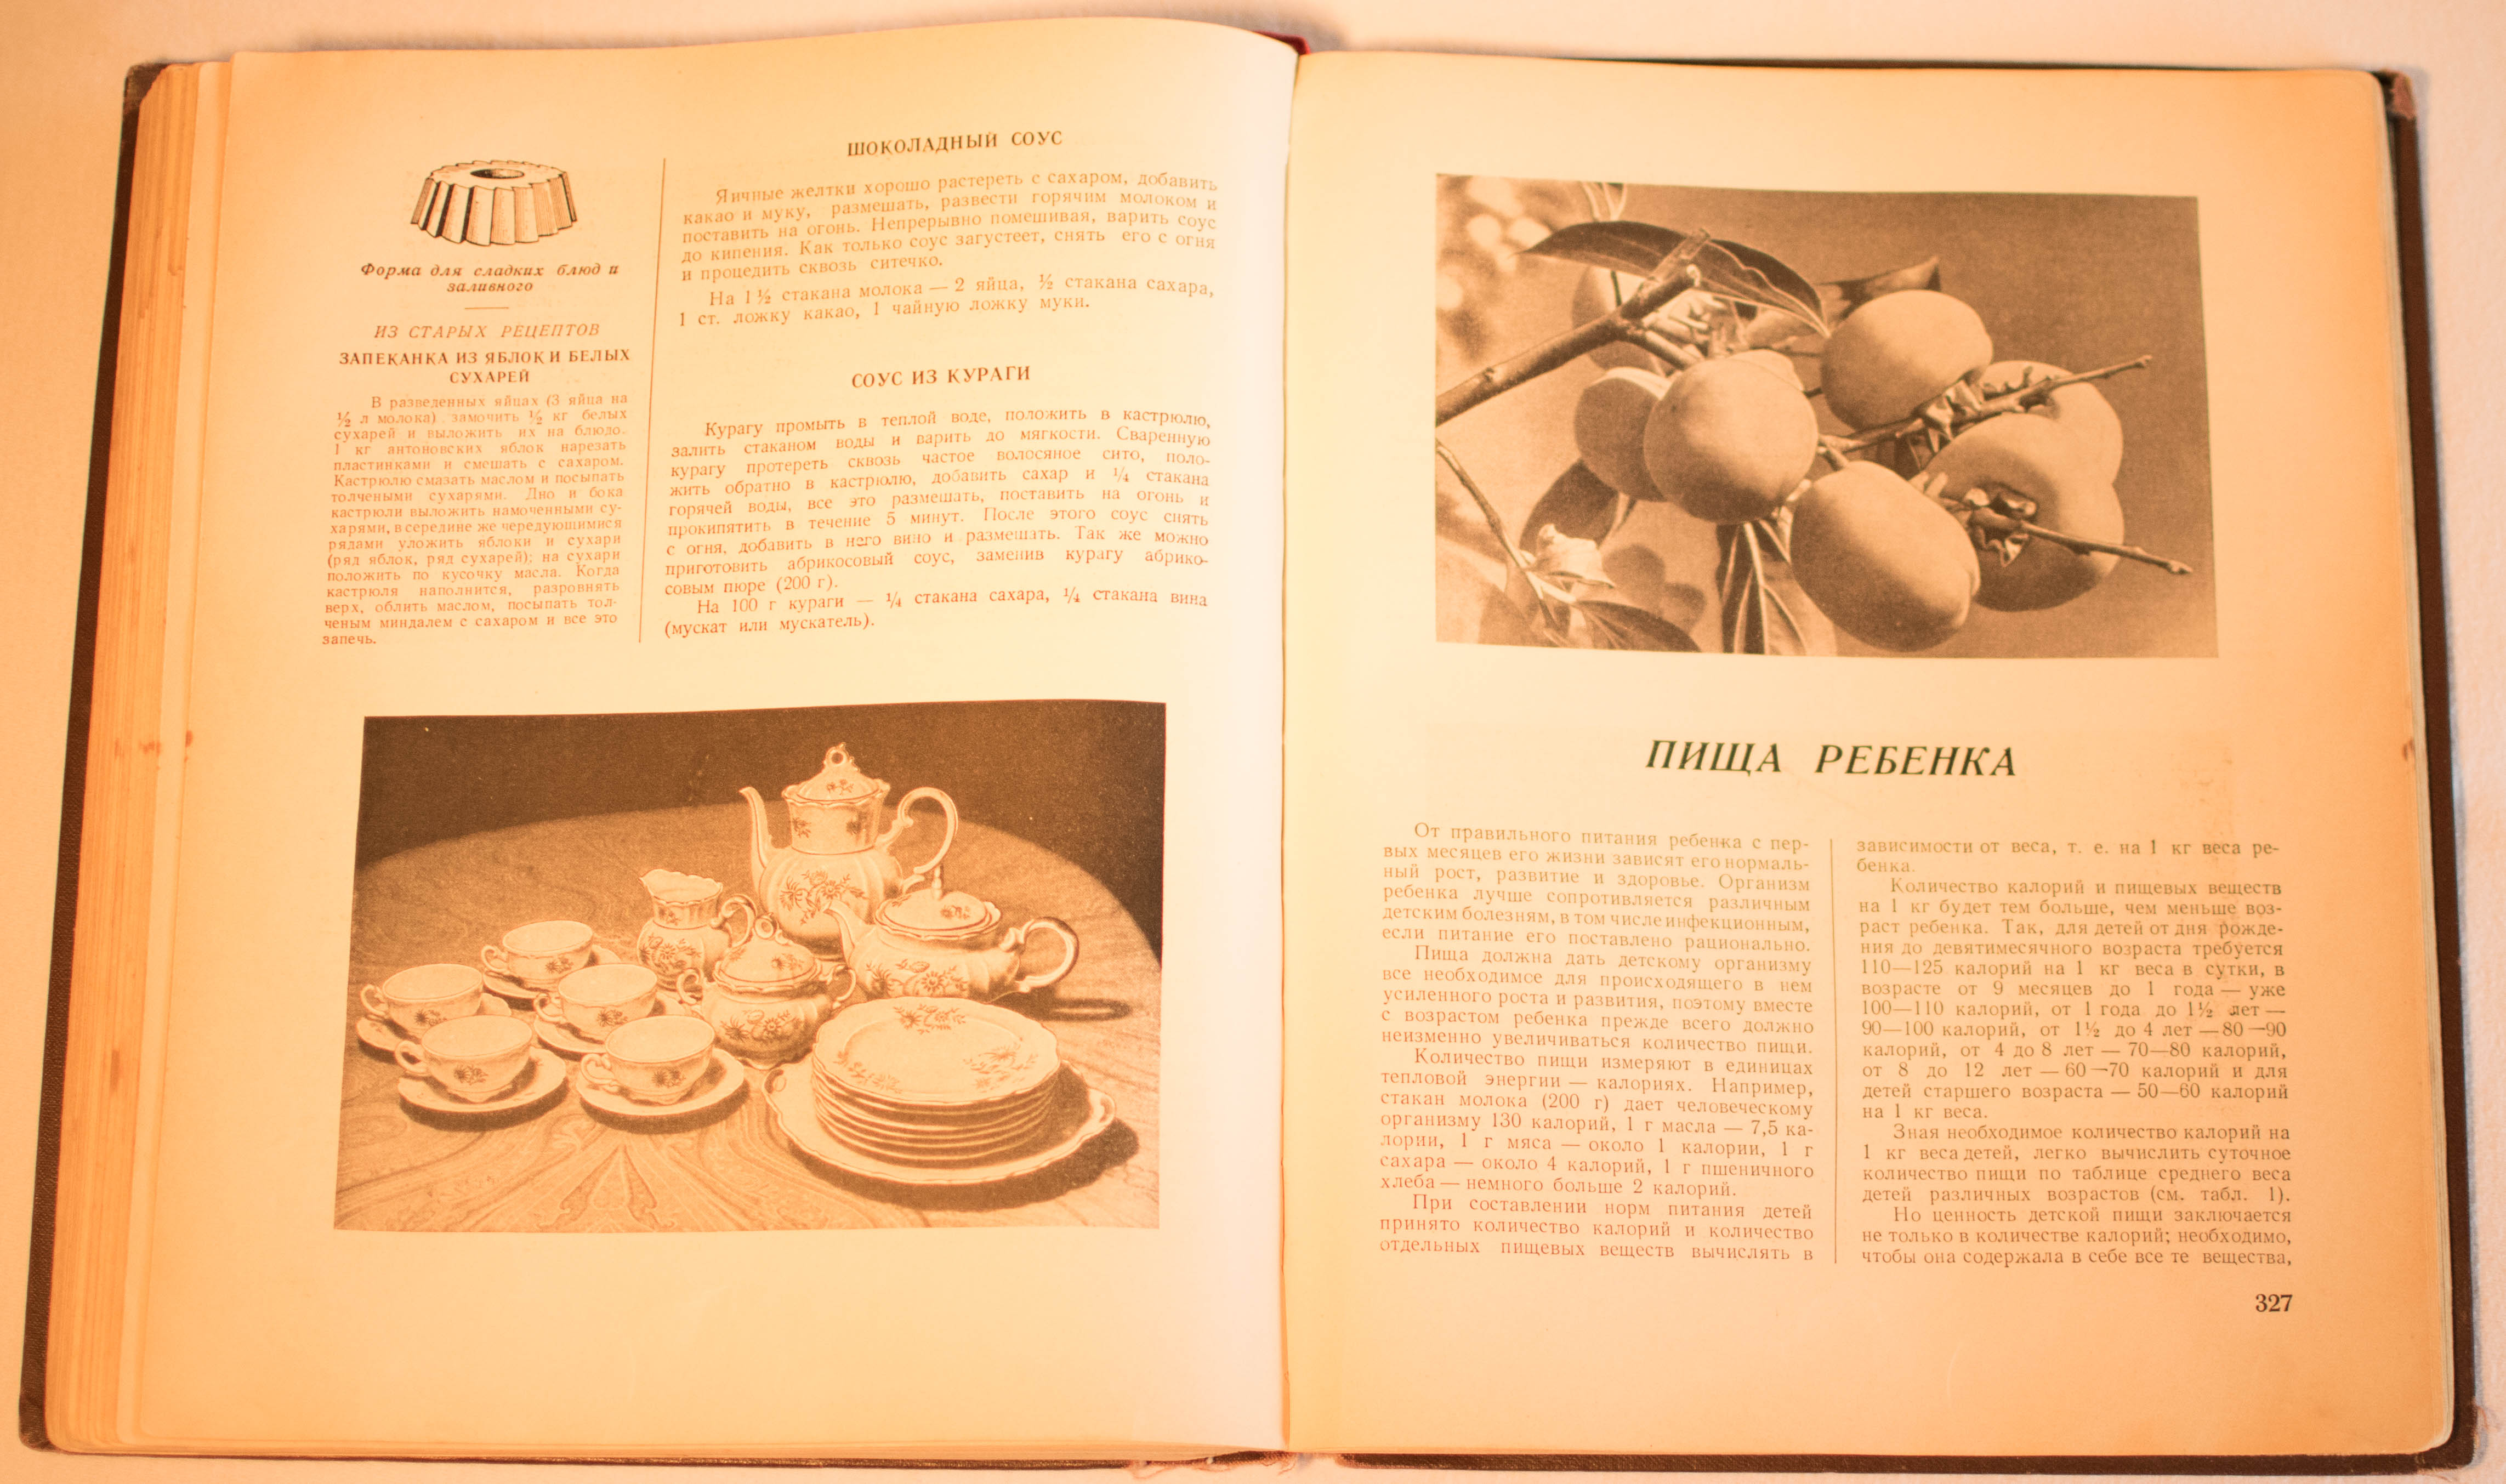 Форма для сладких блюд и
заливного
ИЗ СТАРЫХ РЕЦЕПТОВ
ЗАПЕКАНКА ИЗ ЯБЛОК И БЕЛЫХ
СУХАРЕЙ
В разведенных яйцах (3 яйца на
½ л молока) замочить ½ кг белых
сухарей и выложить их на блюдо.
1 кг антоновских яблок нарезать
пластинками и смешать с сахаром.
Кастрюлю смазать маслом и посыпать
толчеными сухарями. Дно и бока
кастрюли выложить намоченными су-
харями, в середине же чередующимися
рядами уложить яблоки и сухари
(ряд яблок, ряд сухарей); на сухари
положить по кусочку масла. Когда
кастрюля наполнится, разровнять
верх, облить маслом, посыпать тол-
ченым миндалем с сахаром и все это
запечь.
ШОКОЛАДНЫЙ СОУС
Яичные желтки хорошо растереть с сахаром, добавить
какао и муку, размешать, развести горячим молоком и
поставить на огонь. Непрерывно помешивая, варить соус
до кипения. Как только соус загустеет, снять его с огня
и процедить сквозь ситечко.
На 1 ½ стакана молока — 2 яйца, ½ стакана сахара,
1 ст. ложку какао, 1 чайную ложку муки.
СОУС ИЗ КУРАГИ
Курагу промыть в теплой воде, положить в кастрюлю,
залить стаканом воды и варить до мягкости. Сваренную
курагу протереть сквозь частое волосяное сито, поло-
жить обратно в кастрюлю, добавить сахар и ¼ стакана
горячей воды, все это размешать, поставить на огонь и
прокипятить в течение 5 минут. После этого соус снять
с огня, добавить в него вино и размешать. Так же можно
приготовить абрикосовый соус, заменив курагу абрико-
совым пюре (200 г).
На 100 г кураги — ¼ стакана сахара, ¼ стакана вина
(мускат или мускатель).
ПИЩА РЕБЕНКА
От правильного питания ребенка с пер-
вых месяцев его жизни зависят его нормаль-
ный рост, развитие и здоровье. Организм
ребенка лучше сопротивляется различным
детским болезням, в том числе инфекционным,
если питание его поставлено рационально.
Пища должна дать детскому организму
все необходимое для происходящего в нем
усиленного роста и развития, поэтому вместе
с возрастом ребенка прежде всего должно
неизменно увеличиваться количество пищи.
Количество пищи измеряют в единицах
тепловой энергии — калориях. Например,
стакан молока (200 г) дает человеческому
организму 130 калорий, 1 г масла — 7,5 ка-
лории, 1 г мяса — около 1 калории, 1 г
сахара — около 4 калорий, 1 г пшеничного
хлеба — немного больше 2 калорий.
При составлении норм питания детей
принято количество калорий и количество
отдельных пищевых веществ вычислять в
зависимости от веса, т. е. на 1 кг веса ре-
бенка.
Количество калорий и пищевых веществ
на 1 кг будет тем больше, чем меньше воз-
раст ребенка. Так, для детей от дня рожде-
ния до девятимесячного возраста требуется
110—125 калорий на 1 кг веса в сутки, в
возрасте от 9 месяцев до 1 года — уже
100—110 калорий, от 1 года до 1½ лет —
90—100 калорий, от 1½ до 4 лет — 80—90
калорий, от 4 до 8 лет — 70—80 калорий,
от 8 до 12 лет — 60—70 калорий и для
детей старшего возраста — 50—60 калорий
на 1 кг веса.
Зная необходимое количество калорий на
1 кг веса детей, легко вычислить суточное
количество пищи по таблице среднего веса
детей различных возрастов (см. табл. 1).
Но ценность детской пищи заключается
не только в количестве калорий; необходимо,
чтобы она содержала в себе все те вещества,
327